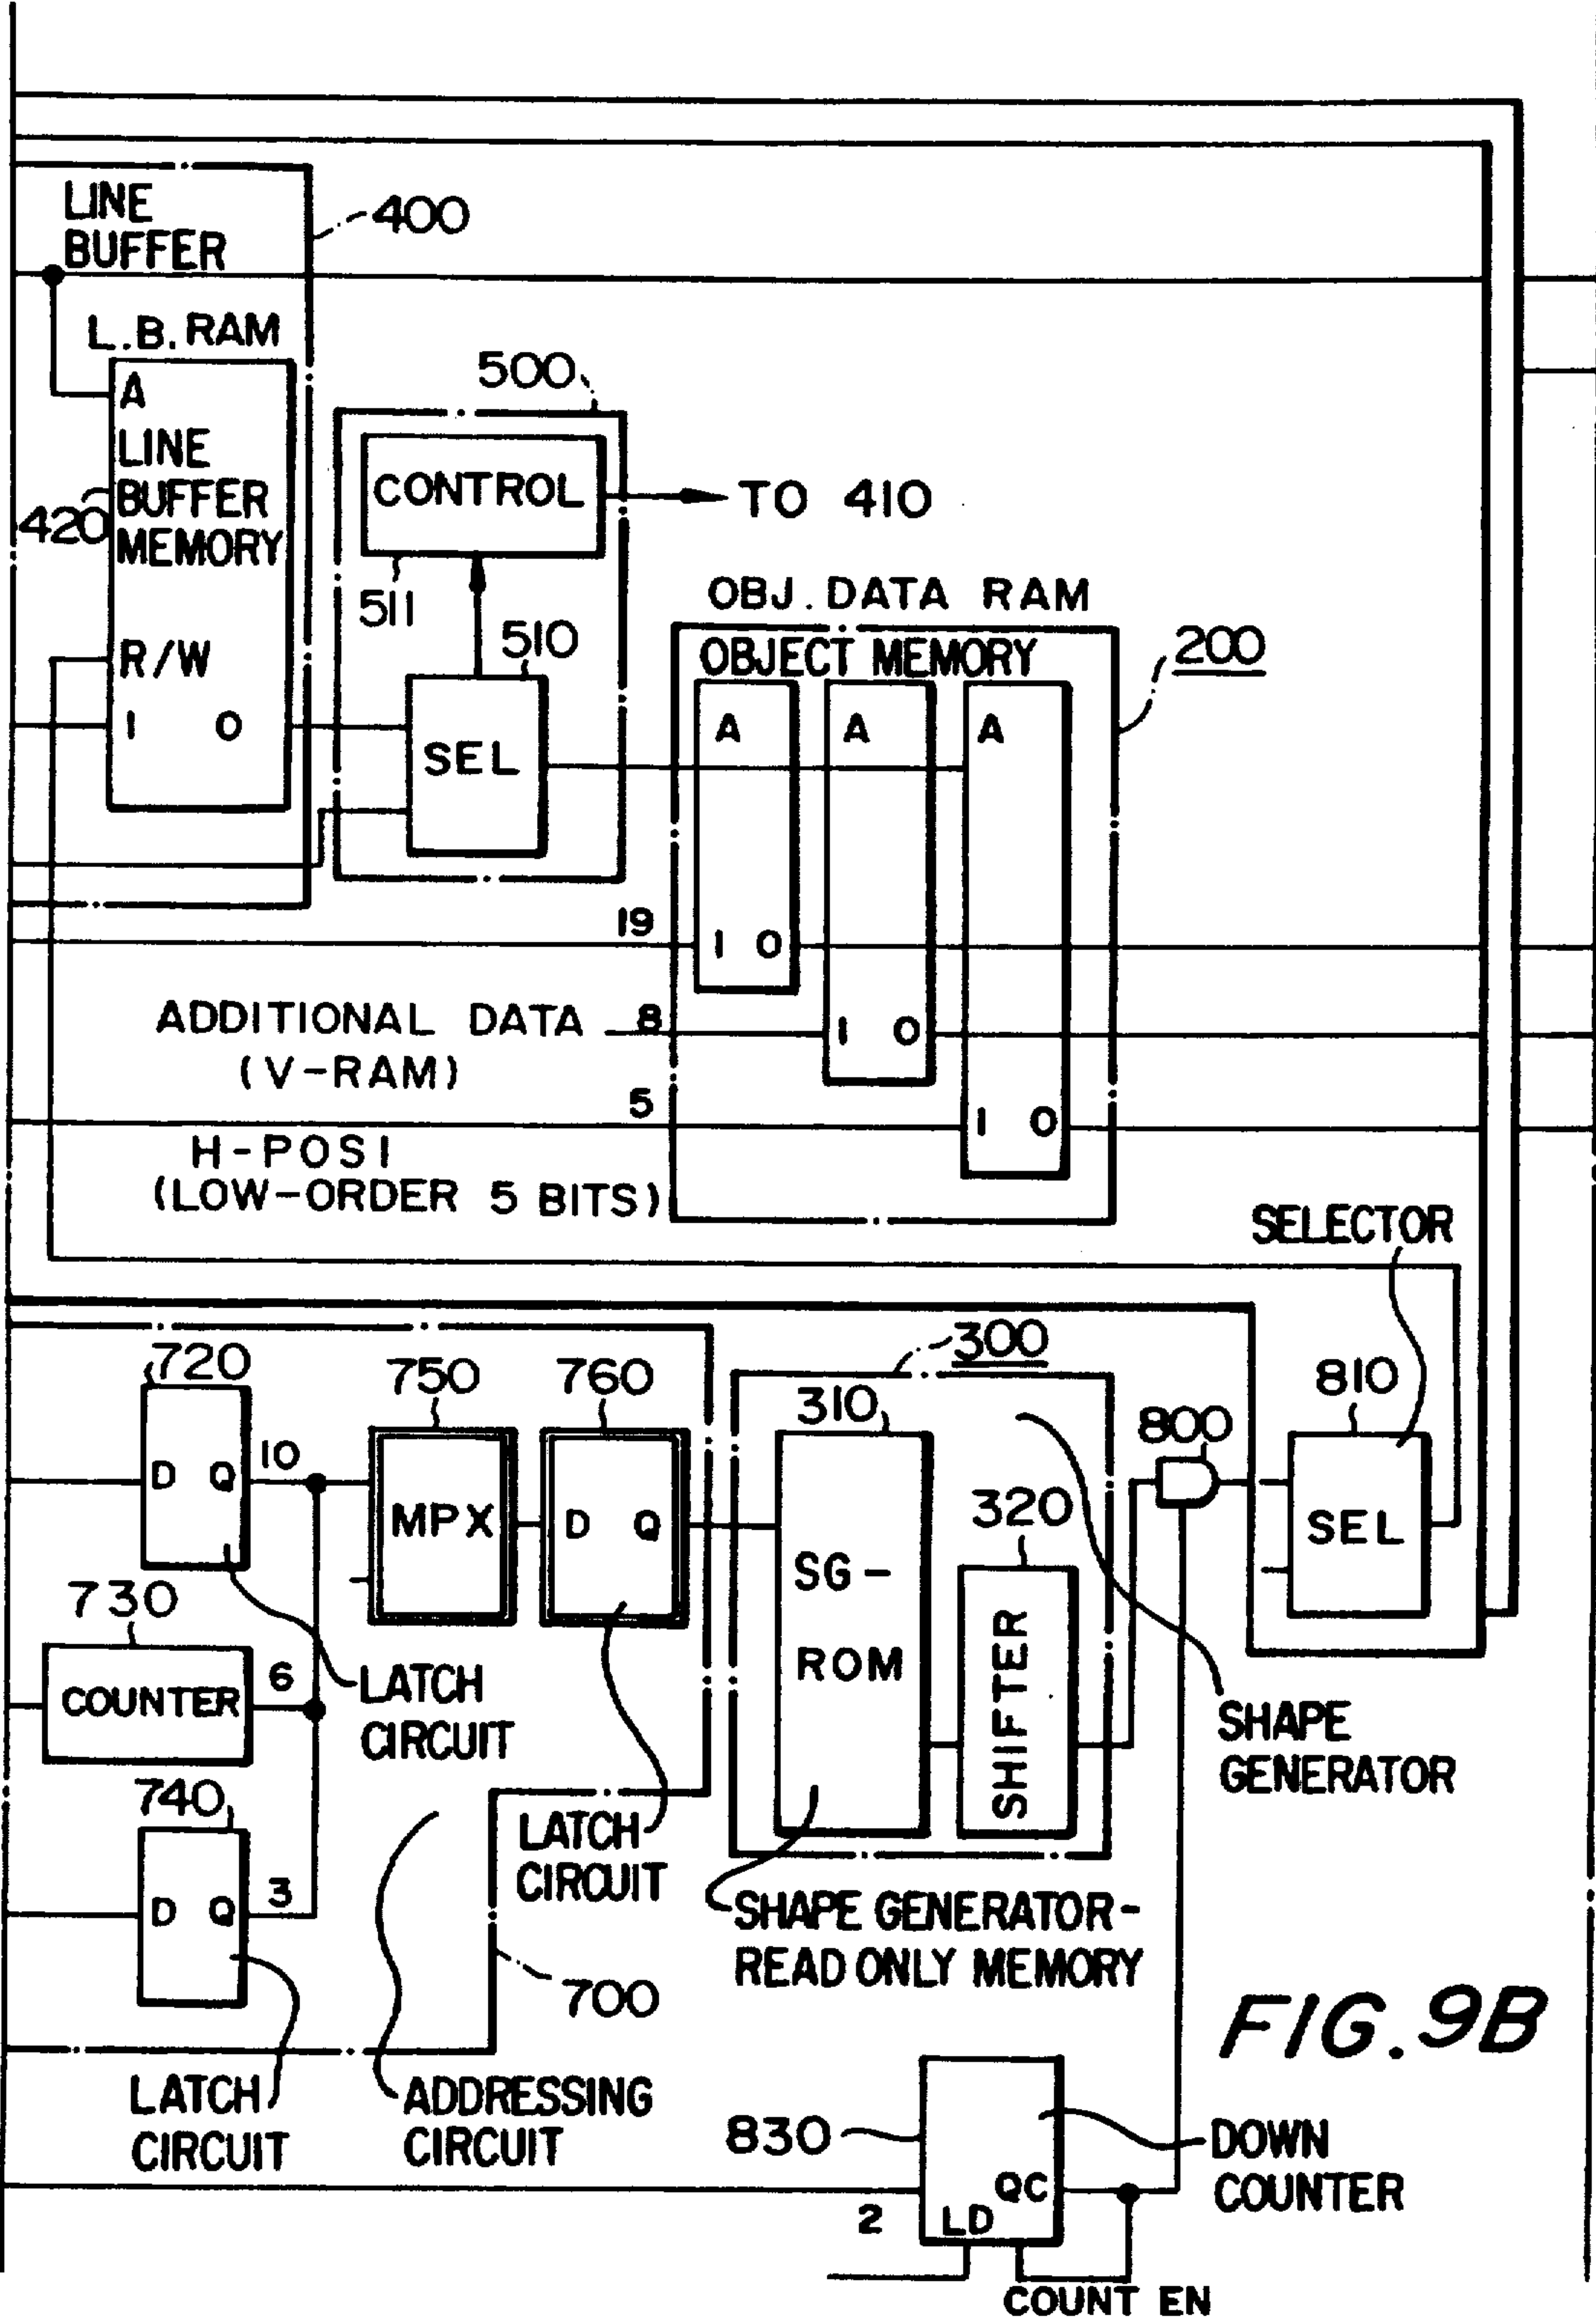 LINE
BUFFER
400
L.B. RAM
A
LINE
BUFFER
MEMORY
420
R/W
I O
500
CONTROL
TO 410
511
510
SEL
OBJ. DATA RAM
OBJECT MEMORY
200
A A A
19
I O
ADDITIONAL DATA 8
(V-RAM)
I O
5
I O
H-POSI
(LOW-ORDER 5 BITS)
SELECTOR
720
750
760
300
310
800
810
D Q 10
MPX
D Q
320
SEL
SG-
ROM
SHIFTER
730
COUNTER 6
LATCH
CIRCUIT
SHAPE
GENERATOR
740
LATCH
CIRCUIT
D Q 3
SHAPE GENERATOR-
READ ONLY MEMORY
700
FIG. 9B
LATCH
CIRCUIT
ADDRESSING
CIRCUIT
830
DOWN
COUNTER
QC
2
LD
COUNT EN